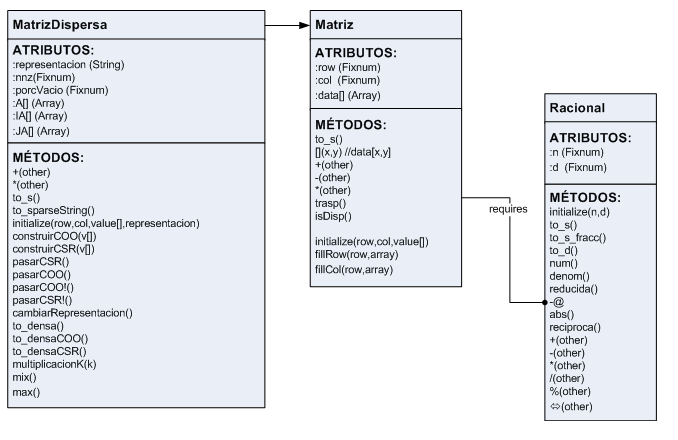 MatrizDispersa
ATRIBUTOS:
:representacion (String)
:nnz(Fixnum)
:porcVacio (Fixnum)
:A[] (Array)
:IA[] (Array)
:JA[] (Array)
MÉTODOS:
+(other)
*(other)
to_s()
to_sparseString()
initialize(row,col,value[],representacion)
construirCOO(v[])
construirCSR(v[])
pasarCSR()
pasarCOO()
pasarCOO!()
pasarCSR!()
cambiarRepresentacion()
to_densa()
to_densaCOO()
to_densaCSR()
multiplicacionK(k)
mix()
max()
Matriz
ATRIBUTOS:
:row (Fixnum)
:col (Fixnum)
:data[] (Array)
MÉTODOS:
to_s()
[](x,y) //data[x,y]
+(other)
-(other)
*(other)
trasp()
isDisp()
initialize(row,col,value[])
fillRow(row,array)
fillCol(row,array)
requires
Racional
ATRIBUTOS:
:n (Fixnum)
:d (Fixnum)
MÉTODOS:
initialize(n,d)
to_s()
to_s_fracc()
to_d()
num()
denom()
reducida()
-@
abs()
reciproca()
+(other)
-(other)
*(other)
/(other)
%(other)
⬄(other)